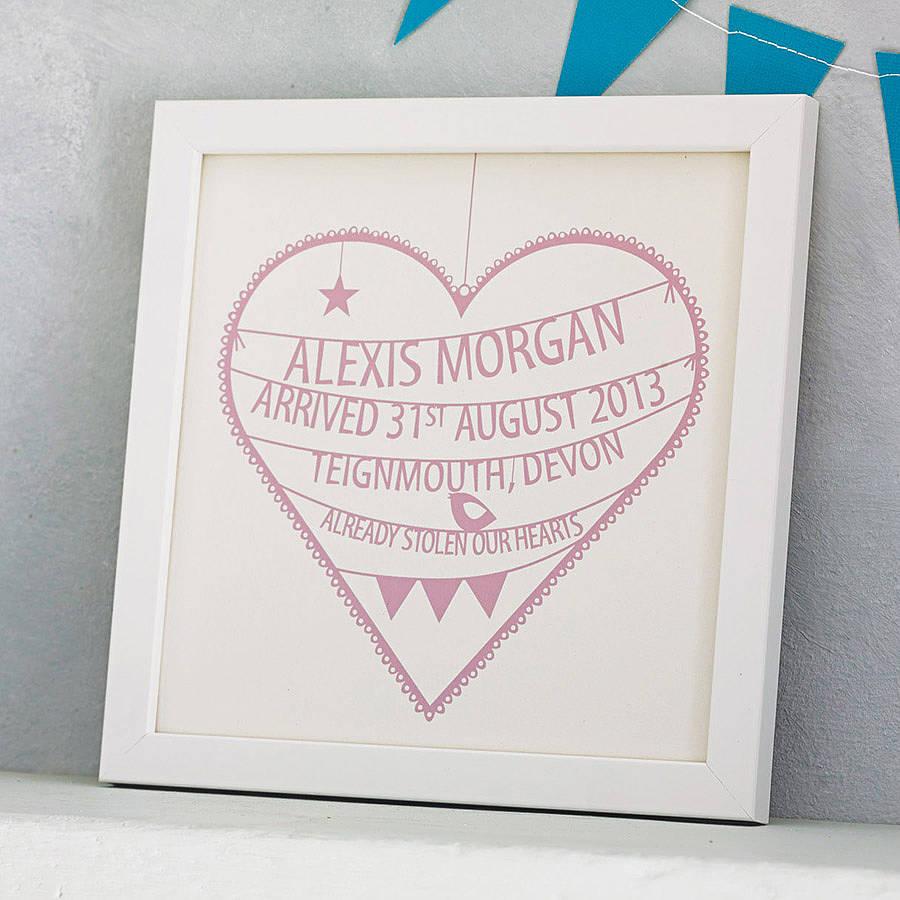 ALEXIS MORGAN
ARRIVED 31ST AUGUST 2013
TEIGNMOUTH, DEVON
ALREADY STOLEN OUR HEARTS